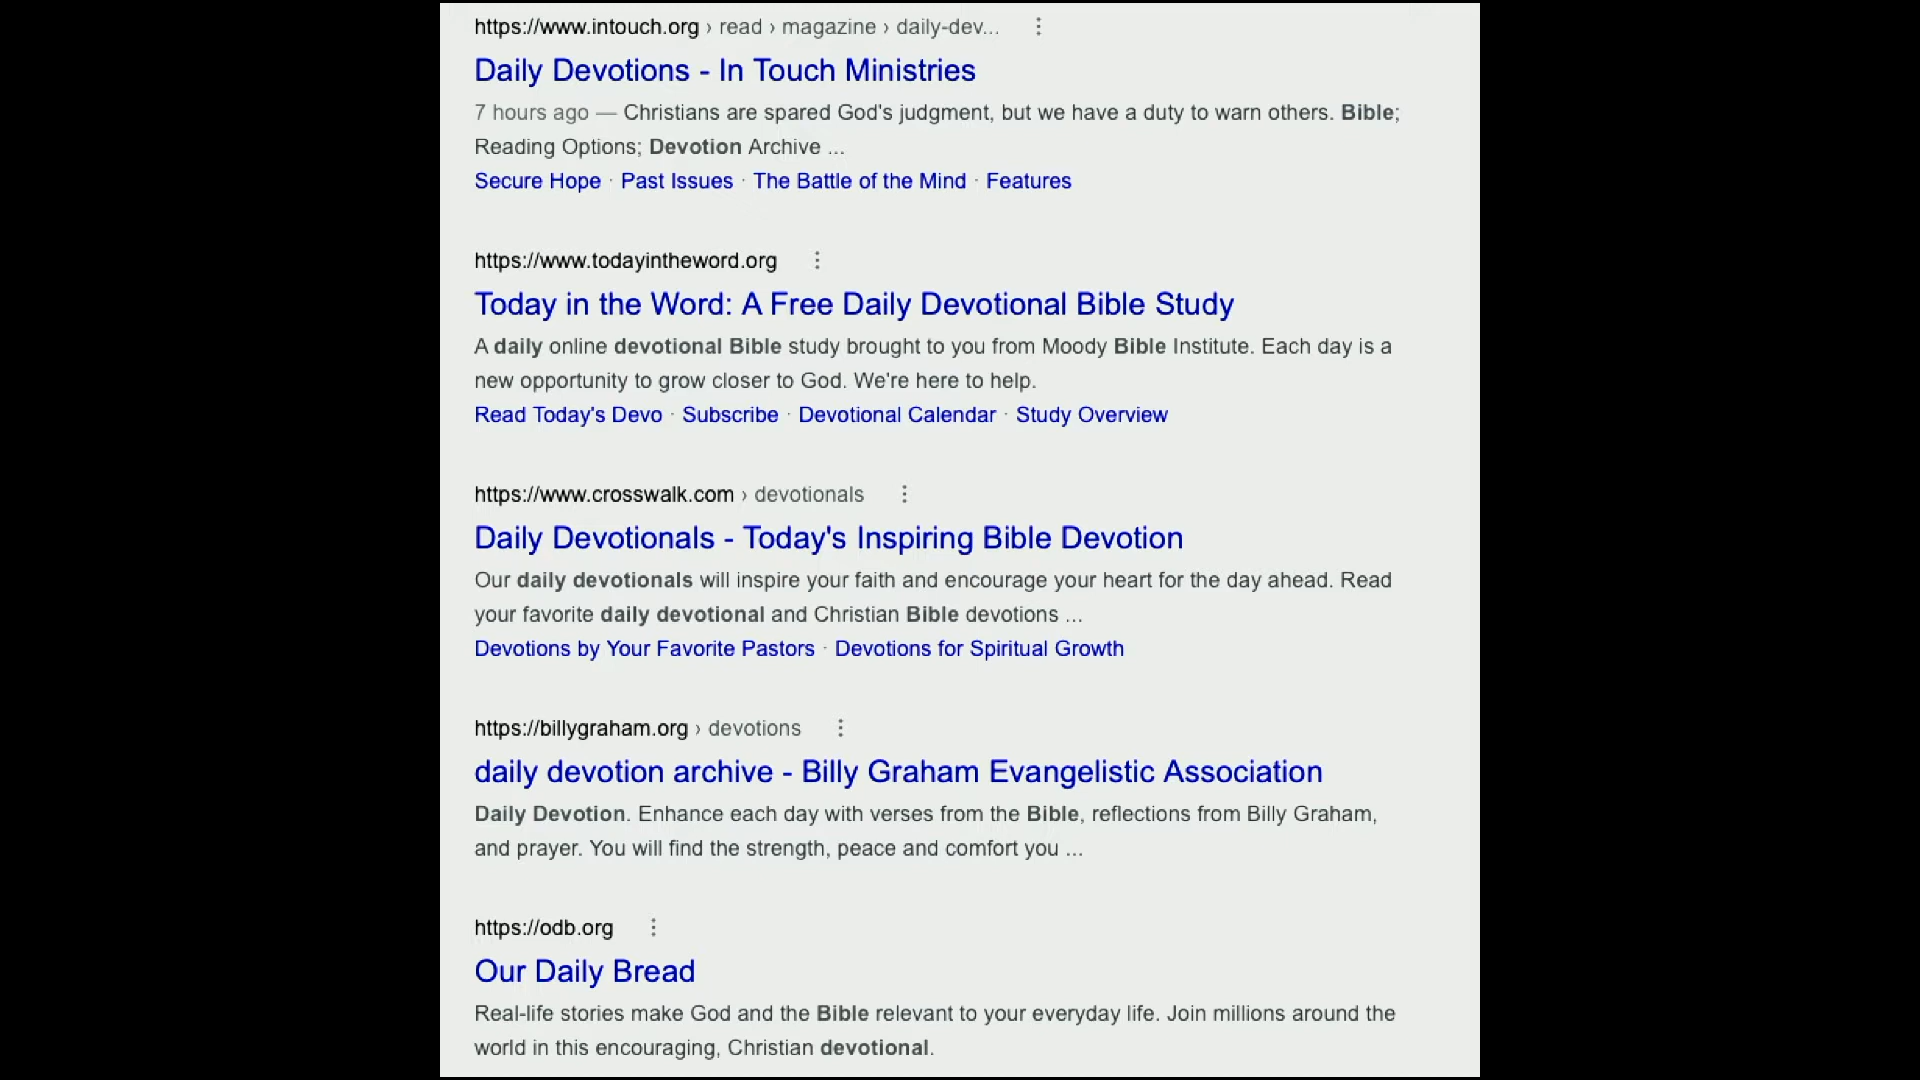 https://www.intouch.org › read › magazine › daily-dev...
Daily Devotions - In Touch Ministries
7 hours ago — Christians are spared God's judgment, but we have a duty to warn others. Bible;
Reading Options; Devotion Archive ...
Secure Hope · Past Issues · The Battle of the Mind · Features
https://www.todayintheword.org
Today in the Word: A Free Daily Devotional Bible Study
A daily online devotional Bible study brought to you from Moody Bible Institute. Each day is a
new opportunity to grow closer to God. We're here to help.
Read Today's Devo · Subscribe · Devotional Calendar · Study Overview
https://www.crosswalk.com › devotionals
Daily Devotionals - Today's Inspiring Bible Devotion
Our daily devotionals will inspire your faith and encourage your heart for the day ahead. Read
your favorite daily devotional and Christian Bible devotions ...
Devotions by Your Favorite Pastors · Devotions for Spiritual Growth
https://billygraham.org › devotions
daily devotion archive - Billy Graham Evangelistic Association
Daily Devotion. Enhance each day with verses from the Bible, reflections from Billy Graham,
and prayer. You will find the strength, peace and comfort you ...
https://odb.org
Our Daily Bread
Real-life stories make God and the Bible relevant to your everyday life. Join millions around the
world in this encouraging, Christian devotional.